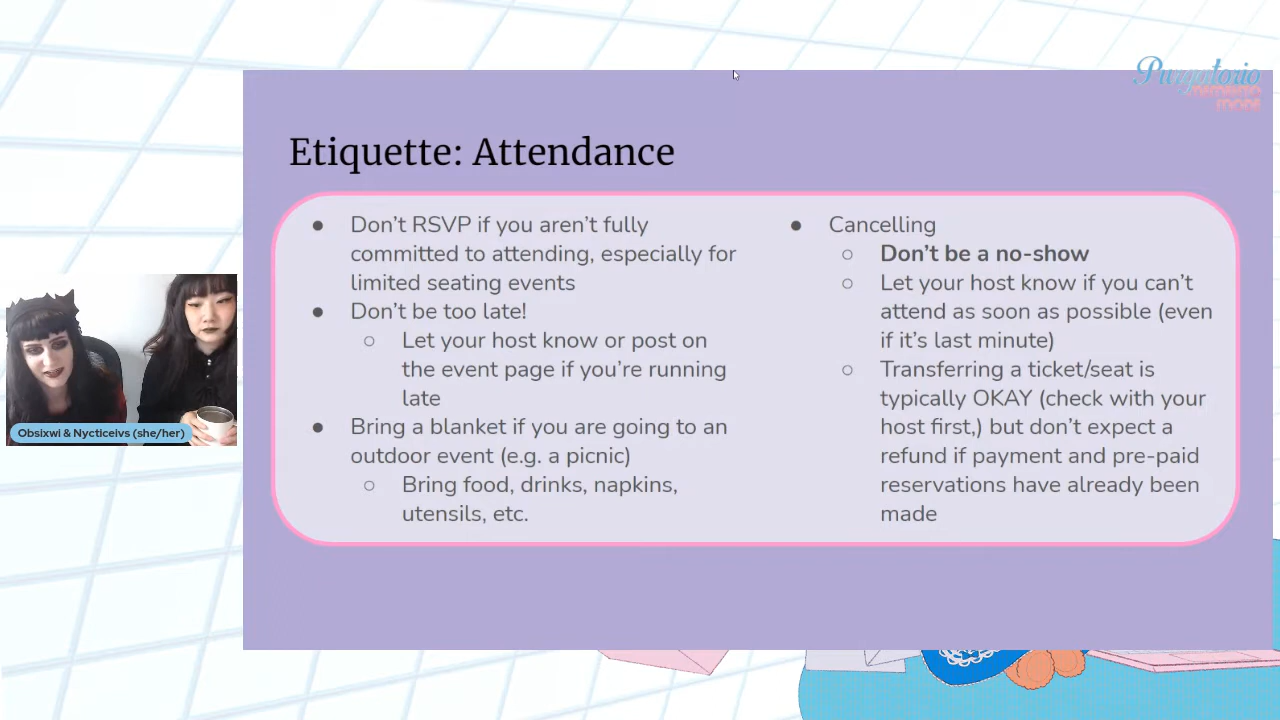 Purgatorio
memento
mori
Etiquette: Attendance
● Don’t RSVP if you aren’t fully
committed to attending, especially for
limited seating events
● Don’t be too late!
○ Let your host know or post on
the event page if you’re running
late
● Bring a blanket if you are going to an
outdoor event (e.g. a picnic)
○ Bring food, drinks, napkins,
utensils, etc.
● Cancelling
○ Don’t be a no-show
○ Let your host know if you can’t
attend as soon as possible (even
if it’s last minute)
○ Transferring a ticket/seat is
typically OKAY (check with your
host first,) but don’t expect a
refund if payment and pre-paid
reservations have already been
made
Obsixwi & Nycticeivs (she/her)